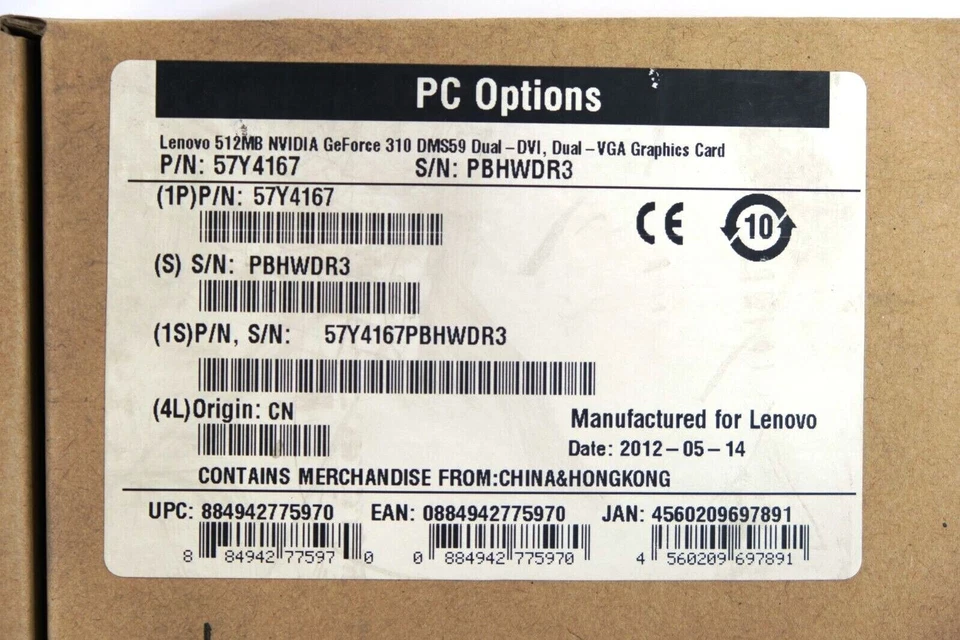 PC Options
Lenovo 512MB NVIDIA GeForce 310 DMS59 Dual-DVI, Dual-VGA Graphics Card
P/N: 57Y4167 S/N: PBHWDR3
(1P)P/N: 57Y4167
CE 10
(S) S/N: PBHWDR3
(1S)P/N, S/N: 57Y4167PBHWDR3
(4L)Origin: CN
Manufactured for Lenovo
Date: 2012-05-14
CONTAINS MERCHANDISE FROM:CHINA&HONGKONG
UPC: 884942775970 EAN: 0884942775970 JAN: 4560209697891
8 84942 77597 0 0 884942 775970 4 560209 697891